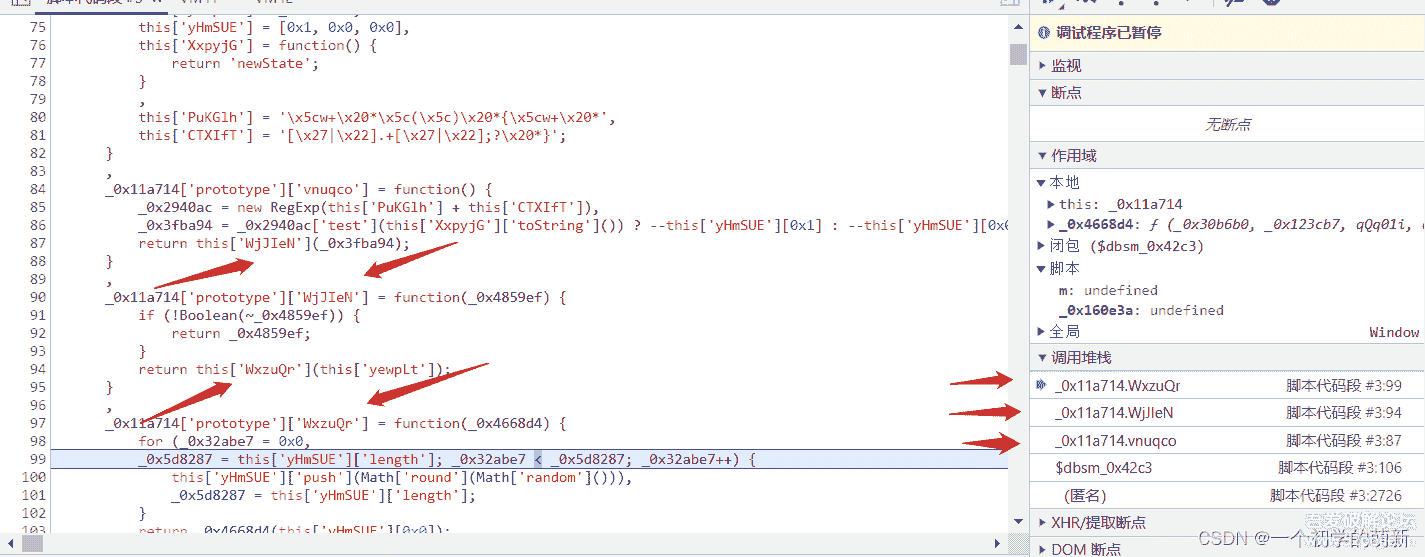 75 this['yHmSUE'] = [0x1, 0x0, 0x0],
76 this['XxpyjG'] = function() {
77 return 'newState';
78 }
79 ,
80 this['PuKGlh'] = '\x5cw+\x20*\x5c(\x5c)\x20*{\x5cw+\x20*',
81 this['CTXIfT'] = '[\x27|\x22].+[\x27|\x22];?\x20*}';
82 }
83 ,
84 _0x11a714['prototype']['vnuqco'] = function() {
85 _0x2940ac = new RegExp(this['PuKGlh'] + this['CTXIfT']),
86 _0x3fba94 = _0x2940ac['test'](this['XxpyjG']['toString']()) ? --this['yHmSUE'][0x1] : --this['yHmSUE'][0x0
87 return this['WjJIeN'](_0x3fba94);
88 }
89 ,
90 _0x11a714['prototype']['WjJIeN'] = function(_0x4859ef) {
91 if (!Boolean(~_0x4859ef)) {
92 return _0x4859ef;
93 }
94 return this['WxzuQr'](this['yewpLt']);
95 }
96 ,
97 _0x11a714['prototype']['WxzuQr'] = function(_0x4668d4) {
98 for (_0x32abe7 = 0x0,
99 _0x5d8287 = this['yHmSUE']['length']; _0x32abe7 < _0x5d8287; _0x32abe7++) {
100 this['yHmSUE']['push'](Math['round'](Math['random']())),
101 _0x5d8287 = this['yHmSUE']['length'];
102 }
103 return _0x4668d4(this['yHmSUE'][0x0]);
调试程序已暂停
监视
断点
无断点
作用域
本地
this: _0x11a714
_0x4668d4: ƒ (_0x30b6b0, _0x123cb7, qQq01i,
闭包 ($dbsm_0x42c3)
脚本
m: undefined
_0x160e3a: undefined
全局 Window
调用堆栈
_0x11a714.WxzuQr 脚本代码段 #3:99
_0x11a714.WjJIeN 脚本代码段 #3:94
_0x11a714.vnuqco 脚本代码段 #3:87
$dbsm_0x42c3 脚本代码段 #3:106
(匿名) 脚本代码段 #3:2726
XHR/提取断点
DOM 断点
CSDN @一个初学的萌新